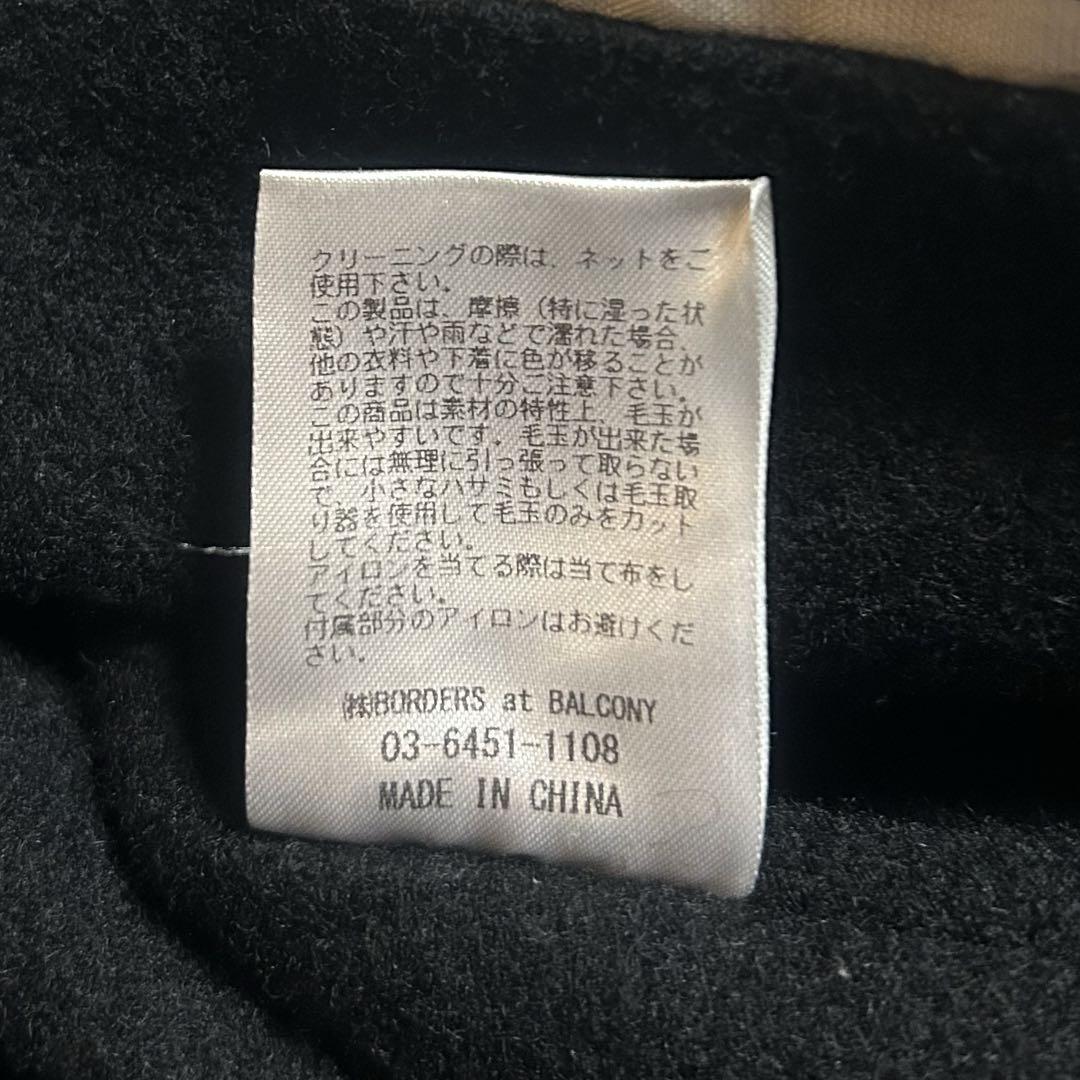 クリーニングの際は、ネットをご
使用下さい。
この製品は、摩擦（特に湿った状
態）や汗や雨などで濡れた場合、
他の衣料や下着に色が移ることが
ありますので十分ご注意下さい。
この商品は素材の特性上、毛玉が
出来やすいです。毛玉が出来た場
合には無理に引っ張って取らない
で、小さなハサミもしくは毛玉取
り器を使用して毛玉のみをカット
してください。
アイロンを当てる際は当て布をし
てください。
付属部分のアイロンはお避けくだ
さい。
㈱BORDERS at BALCONY
03-6451-1108
MADE IN CHINA